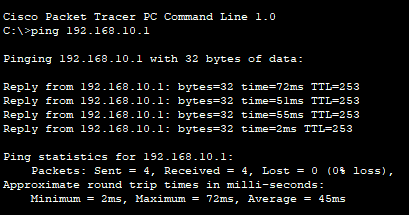 Cisco Packet Tracer PC Command Line 1.0
C:\>ping 192.168.10.1
Pinging 192.168.10.1 with 32 bytes of data:
Reply from 192.168.10.1: bytes=32 time=72ms TTL=253
Reply from 192.168.10.1: bytes=32 time=51ms TTL=253
Reply from 192.168.10.1: bytes=32 time=55ms TTL=253
Reply from 192.168.10.1: bytes=32 time=2ms TTL=253
Ping statistics for 192.168.10.1:
Packets: Sent = 4, Received = 4, Lost = 0 (0% loss),
Approximate round trip times in milli-seconds:
Minimum = 2ms, Maximum = 72ms, Average = 45ms